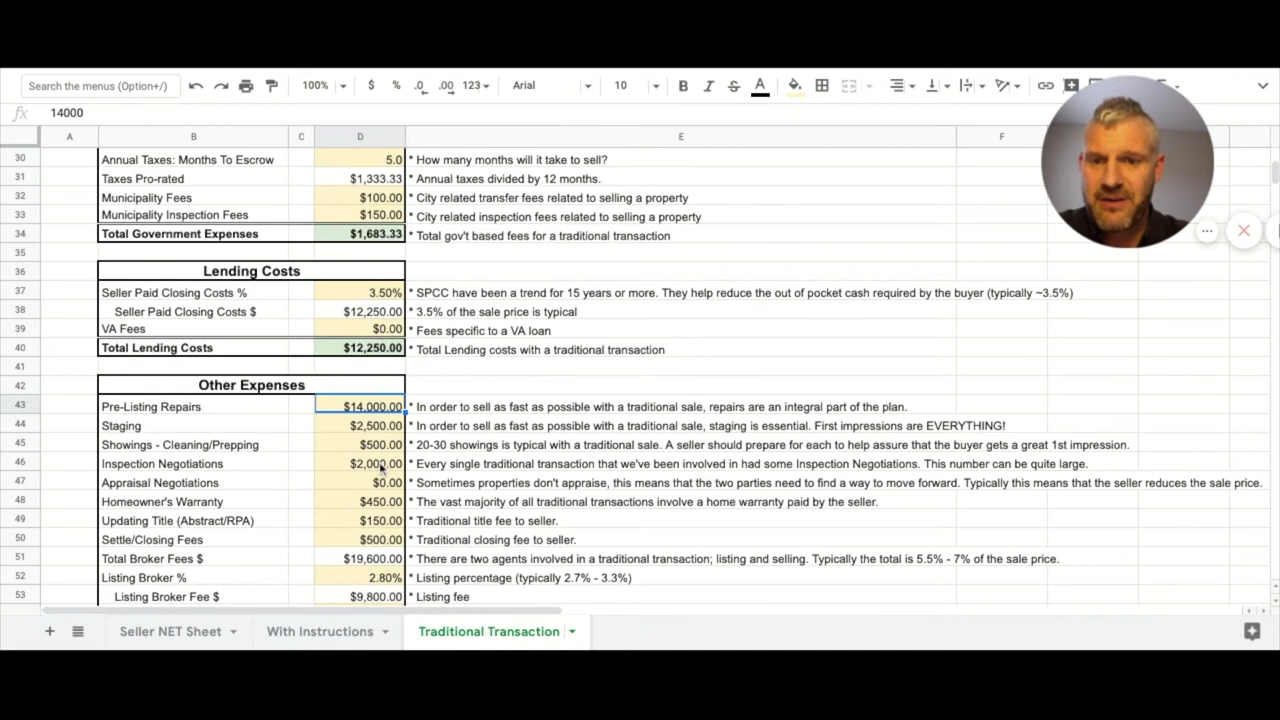 Search the menus (Option+/) 100% $ % .0 .00 123 Arial 10 B I S A
fx 14000
A B C D E F
30 Annual Taxes: Months To Escrow 5.0 * How many months will it take to sell?
31 Taxes Pro-rated $1,333.33 * Annual taxes divided by 12 months.
32 Municipality Fees $100.00 * City related transfer fees related to selling a property
33 Municipality Inspection Fees $150.00 * City related inspection fees related to selling a property
34 Total Government Expenses $1,683.33 * Total gov't based fees for a traditional transaction
35
36 Lending Costs
37 Seller Paid Closing Costs % 3.50% * SPCC have been a trend for 15 years or more. They help reduce the out of pocket cash required by the buyer (typically ~3.5%)
38 Seller Paid Closing Costs $ $12,250.00 * 3.5% of the sale price is typical
39 VA Fees $0.00 * Fees specific to a VA loan
40 Total Lending Costs $12,250.00 * Total Lending costs with a traditional transaction
41
42 Other Expenses
43 Pre-Listing Repairs $14,000.00 * In order to sell as fast as possible with a traditional sale, repairs are an integral part of the plan.
44 Staging $2,500.00 * In order to sell as fast as possible with a traditional sale, staging is essential. First impressions are EVERYTHING!
45 Showings - Cleaning/Prepping $500.00 * 20-30 showings is typical with a traditional sale. A seller should prepare for each to help assure that the buyer gets a great 1st impression.
46 Inspection Negotiations $2,000.00 * Every single traditional transaction that we've been involved in had some Inspection Negotiations. This number can be quite large.
47 Appraisal Negotiations $0.00 * Sometimes properties don't appraise, this means that the two parties need to find a way to move forward. Typically this means that the seller reduces the sale price.
48 Homeowner's Warranty $450.00 * The vast majority of all traditional transactions involve a home warranty paid by the seller.
49 Updating Title (Abstract/RPA) $150.00 * Traditional title fee to seller.
50 Settle/Closing Fees $500.00 * Traditional closing fee to seller.
51 Total Broker Fees $ $19,600.00 * There are two agents involved in a traditional transaction; listing and selling. Typically the total is 5.5% - 7% of the sale price.
52 Listing Broker % 2.80% * Listing percentage (typically 2.7% - 3.3%)
53 Listing Broker Fee $ $9,800.00 * Listing fee
Seller NET Sheet With Instructions Traditional Transaction